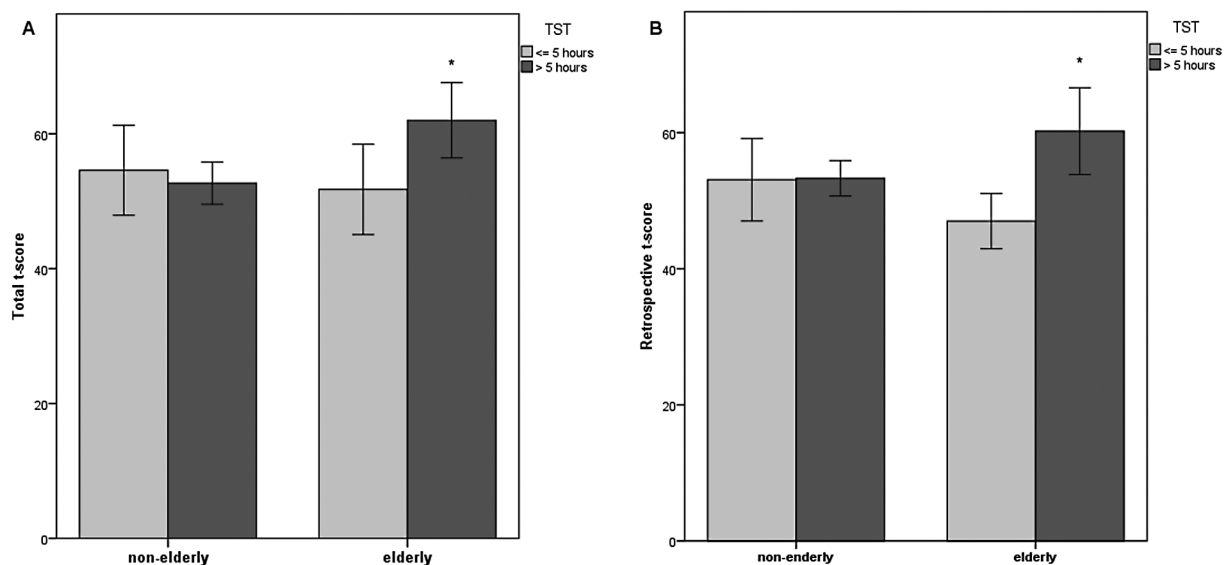 A
TST
<= 5 hours
> 5 hours
*
60
40
20
0
Total t-score
non-elderly
elderly
B
TST
<= 5 hours
> 5 hours
*
60
40
20
0
Retrospective t-score
non-enderly
elderly